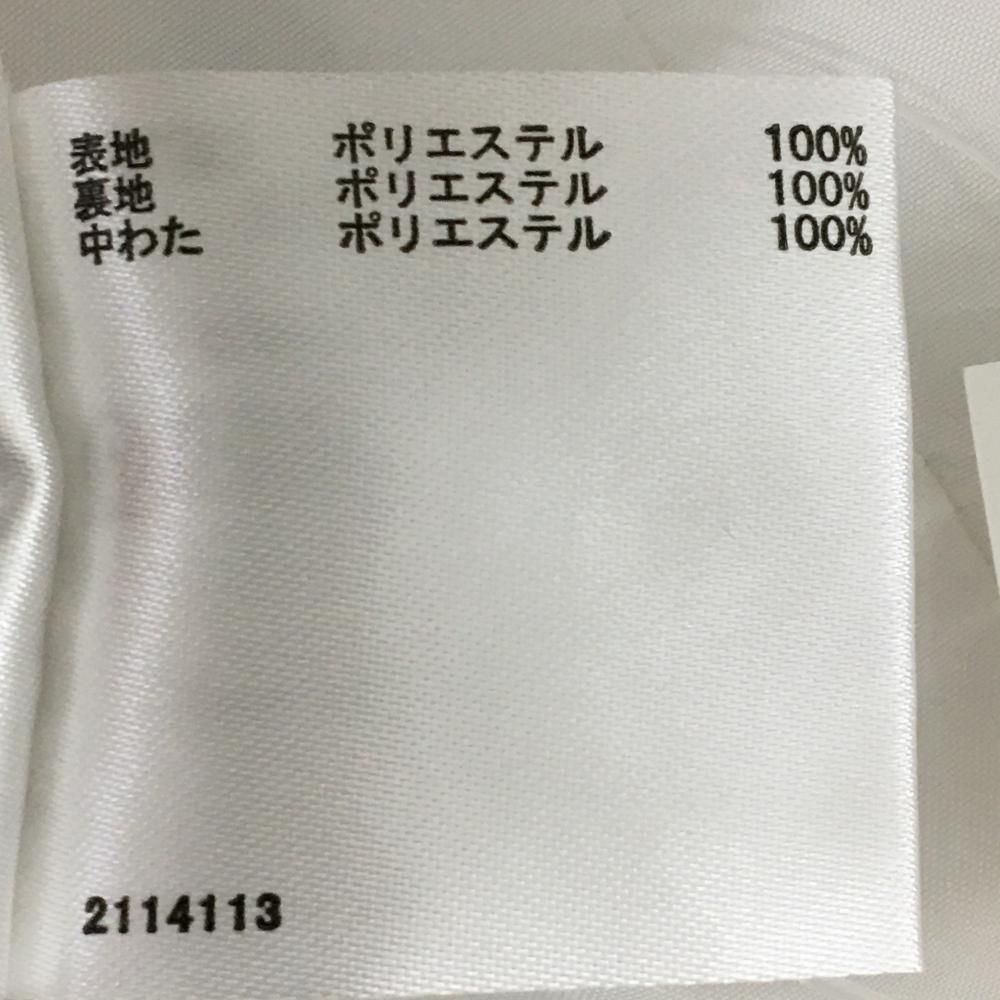 表地 ポリエステル 100%
裏地 ポリエステル 100%
中わた ポリエステル 100%
2114113